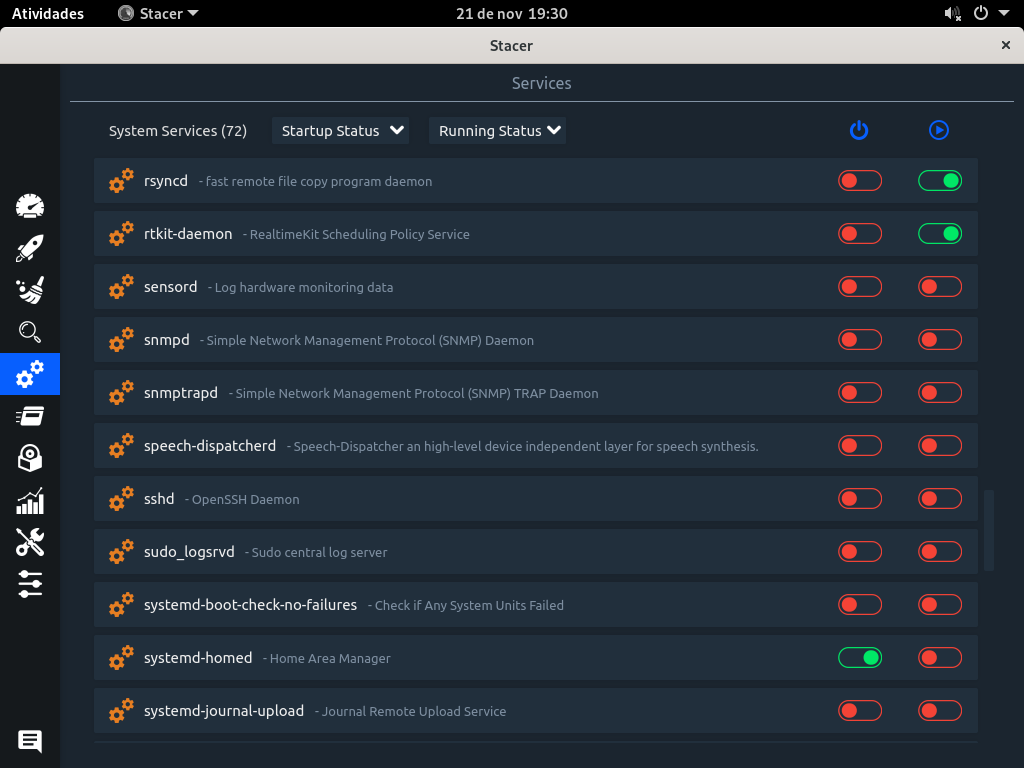 Atividades Stacer 21 de nov 19:30
Stacer
Services
System Services (72) Startup Status Running Status
rsyncd - fast remote file copy program daemon
rtkit-daemon - RealtimeKit Scheduling Policy Service
sensord - Log hardware monitoring data
snmpd - Simple Network Management Protocol (SNMP) Daemon
snmptrapd - Simple Network Management Protocol (SNMP) TRAP Daemon
speech-dispatcherd - Speech-Dispatcher an high-level device independent layer for speech synthesis.
sshd - OpenSSH Daemon
sudo_logsrvd - Sudo central log server
systemd-boot-check-no-failures - Check if Any System Units Failed
systemd-homed - Home Area Manager
systemd-journal-upload - Journal Remote Upload Service